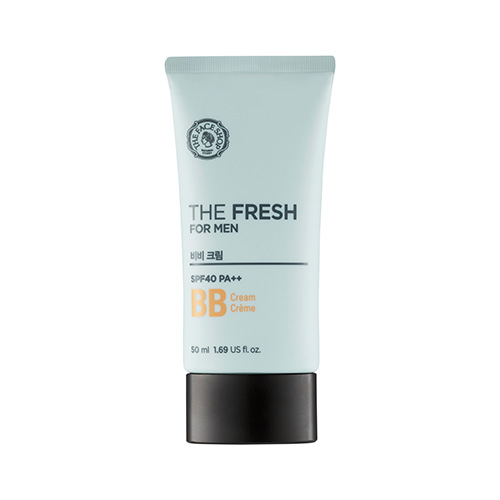 THE FACE SHOP
THE FRESH
FOR MEN
비비 크림
SPF40 PA++
BB Cream
Crème
50 ml 1.69 US fl. oz.